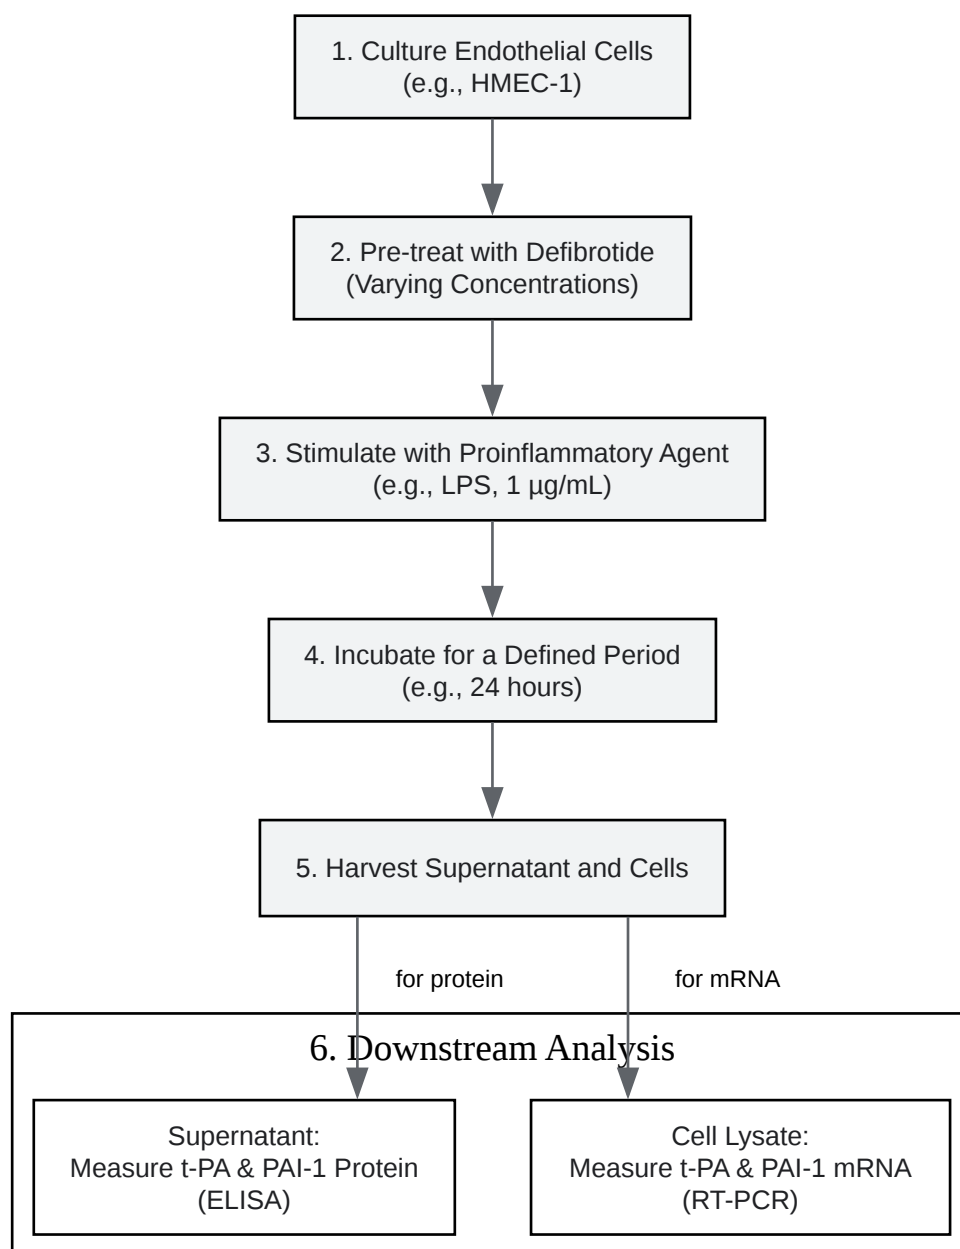 1. Culture Endothelial Cells
(e.g., HMEC-1)
2. Pre-treat with Defibrotide
(Varying Concentrations)
3. Stimulate with Proinflammatory Agent
(e.g., LPS, 1 µg/mL)
4. Incubate for a Defined Period
(e.g., 24 hours)
5. Harvest Supernatant and Cells
for protein
for mRNA
6. Downstream Analysis
Supernatant:
Measure t-PA & PAI-1 Protein
(ELISA)
Cell Lysate:
Measure t-PA & PAI-1 mRNA
(RT-PCR)